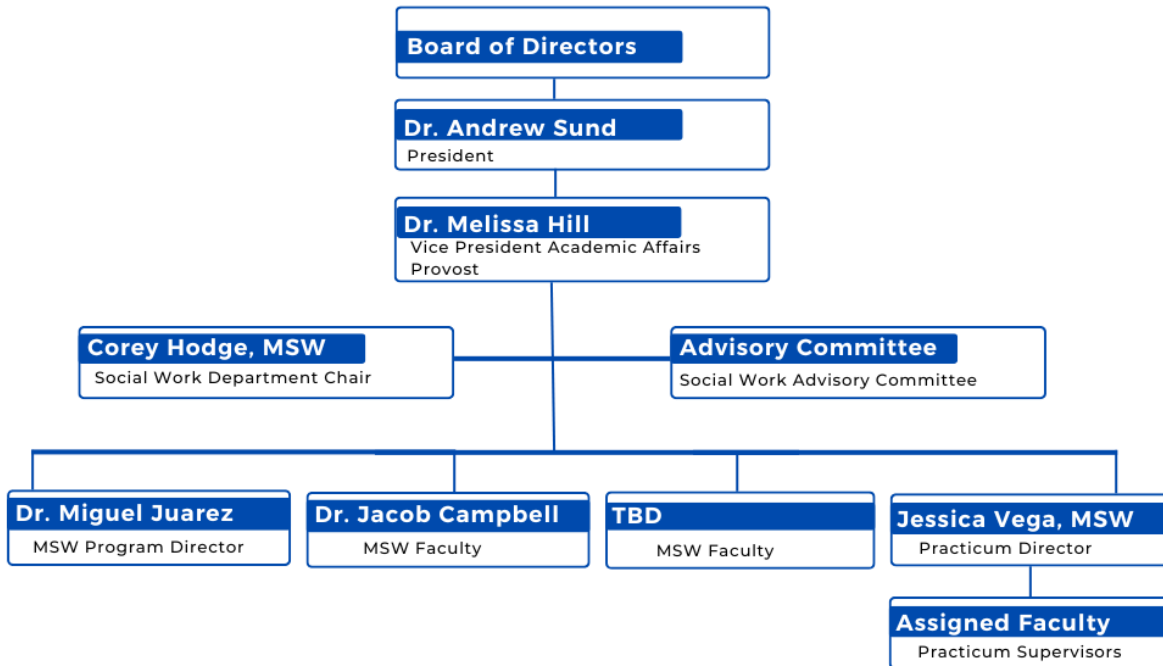 Board of Directors
Dr. Andrew Sund
President
Dr. Melissa Hill
Vice President Academic Affairs
Provost
Corey Hodge, MSW
Social Work Department Chair
Advisory Committee
Social Work Advisory Committee
Dr. Miguel Juarez
MSW Program Director
Dr. Jacob Campbell
MSW Faculty
TBD
MSW Faculty
Jessica Vega, MSW
Practicum Director
Assigned Faculty
Practicum Supervisors